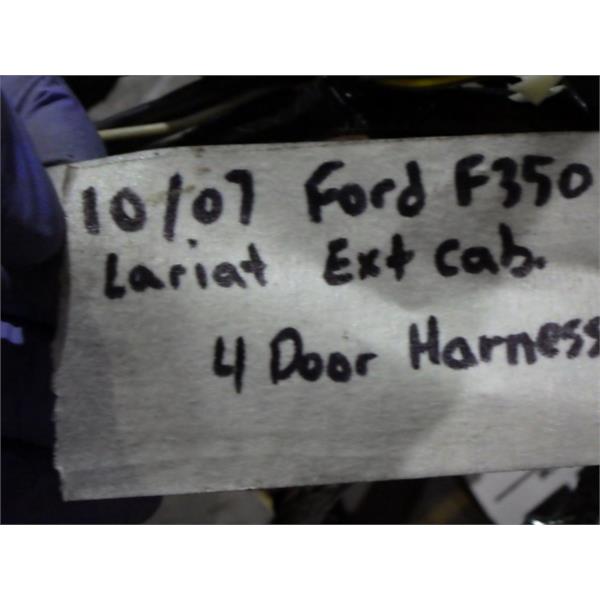 10/07 Ford F350
Lariat Ext cab.
4 Door Harness